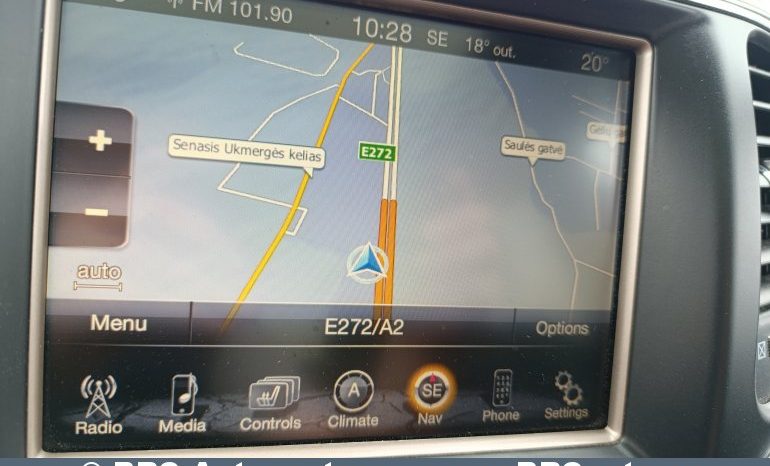 FM 101.90 10:28 SE 18° out. 20°
Senasis Ukmergės kelias
E272
Saulės gatvė
+
−
auto
Menu E272/A2 Options
A SE
Radio Media Controls Climate Nav Phone Settings